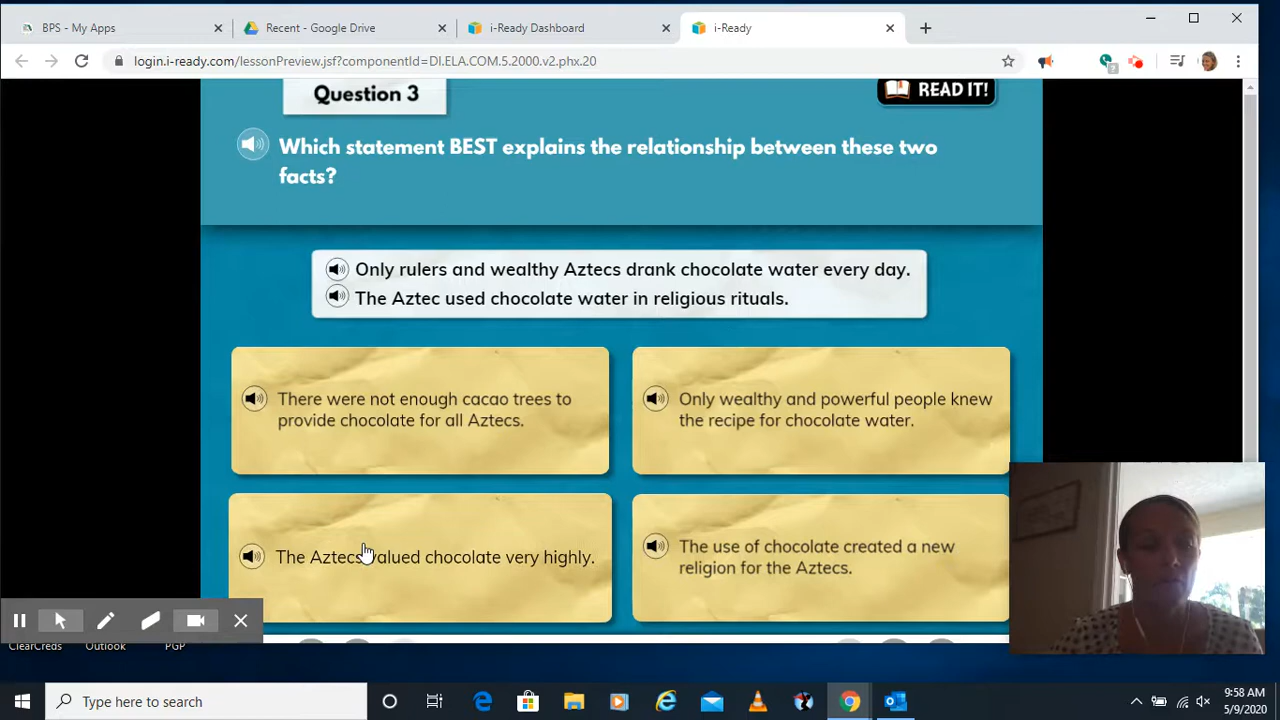 BPS - My Apps
Recent - Google Drive
i-Ready Dashboard
i-Ready
login.i-ready.com/lessonPreview.jsf?componentId=DI.ELA.COM.5.2000.v2.phx.20
Question 3
READ IT!
Which statement BEST explains the relationship between these two
facts?
Only rulers and wealthy Aztecs drank chocolate water every day.
The Aztec used chocolate water in religious rituals.
There were not enough cacao trees to
provide chocolate for all Aztecs.
Only wealthy and powerful people knew
the recipe for chocolate water.
The Aztecs valued chocolate very highly.
The use of chocolate created a new
religion for the Aztecs.
ClearCreds
Outlook
PGP
Type here to search
9:58 AM
5/9/2020